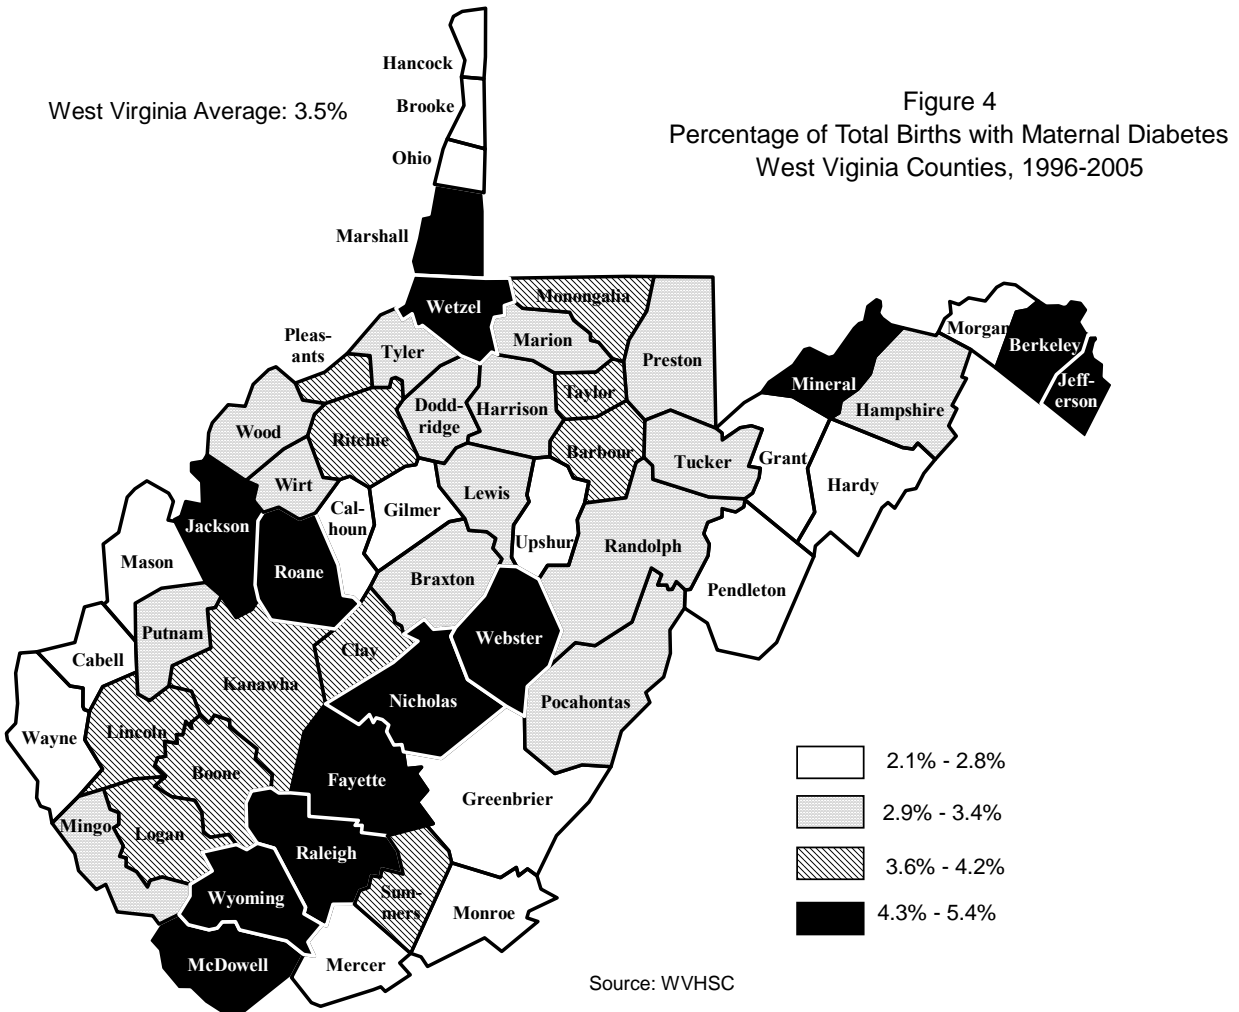 Hancock
West Virginia Average: 3.5%
Brooke
Figure 4
Percentage of Total Births with Maternal Diabetes
West Viginia Counties, 1996-2005
Ohio
Marshall
Wetzel
Monongalia
Pleas-
ants
Tyler
Marion
Preston
Morgan
Berkeley
Jeff-
erson
Mineral
Hampshire
Taylor
Dodd-
ridge
Harrison
Wood
Ritchie
Barbour
Tucker
Grant
Hardy
Wirt
Lewis
Cal-
houn
Gilmer
Jackson
Upshur
Randolph
Mason
Roane
Braxton
Pendleton
Putnam
Webster
Clay
Cabell
Kanawha
Nicholas
Pocahontas
Wayne
Lincoln
Boone
Fayette
2.1% - 2.8%
Greenbrier
2.9% - 3.4%
Mingo
Logan
Raleigh
3.6% - 4.2%
Wyoming
Sum-
mers
Monroe
4.3% - 5.4%
McDowell
Mercer
Source: WVHSC